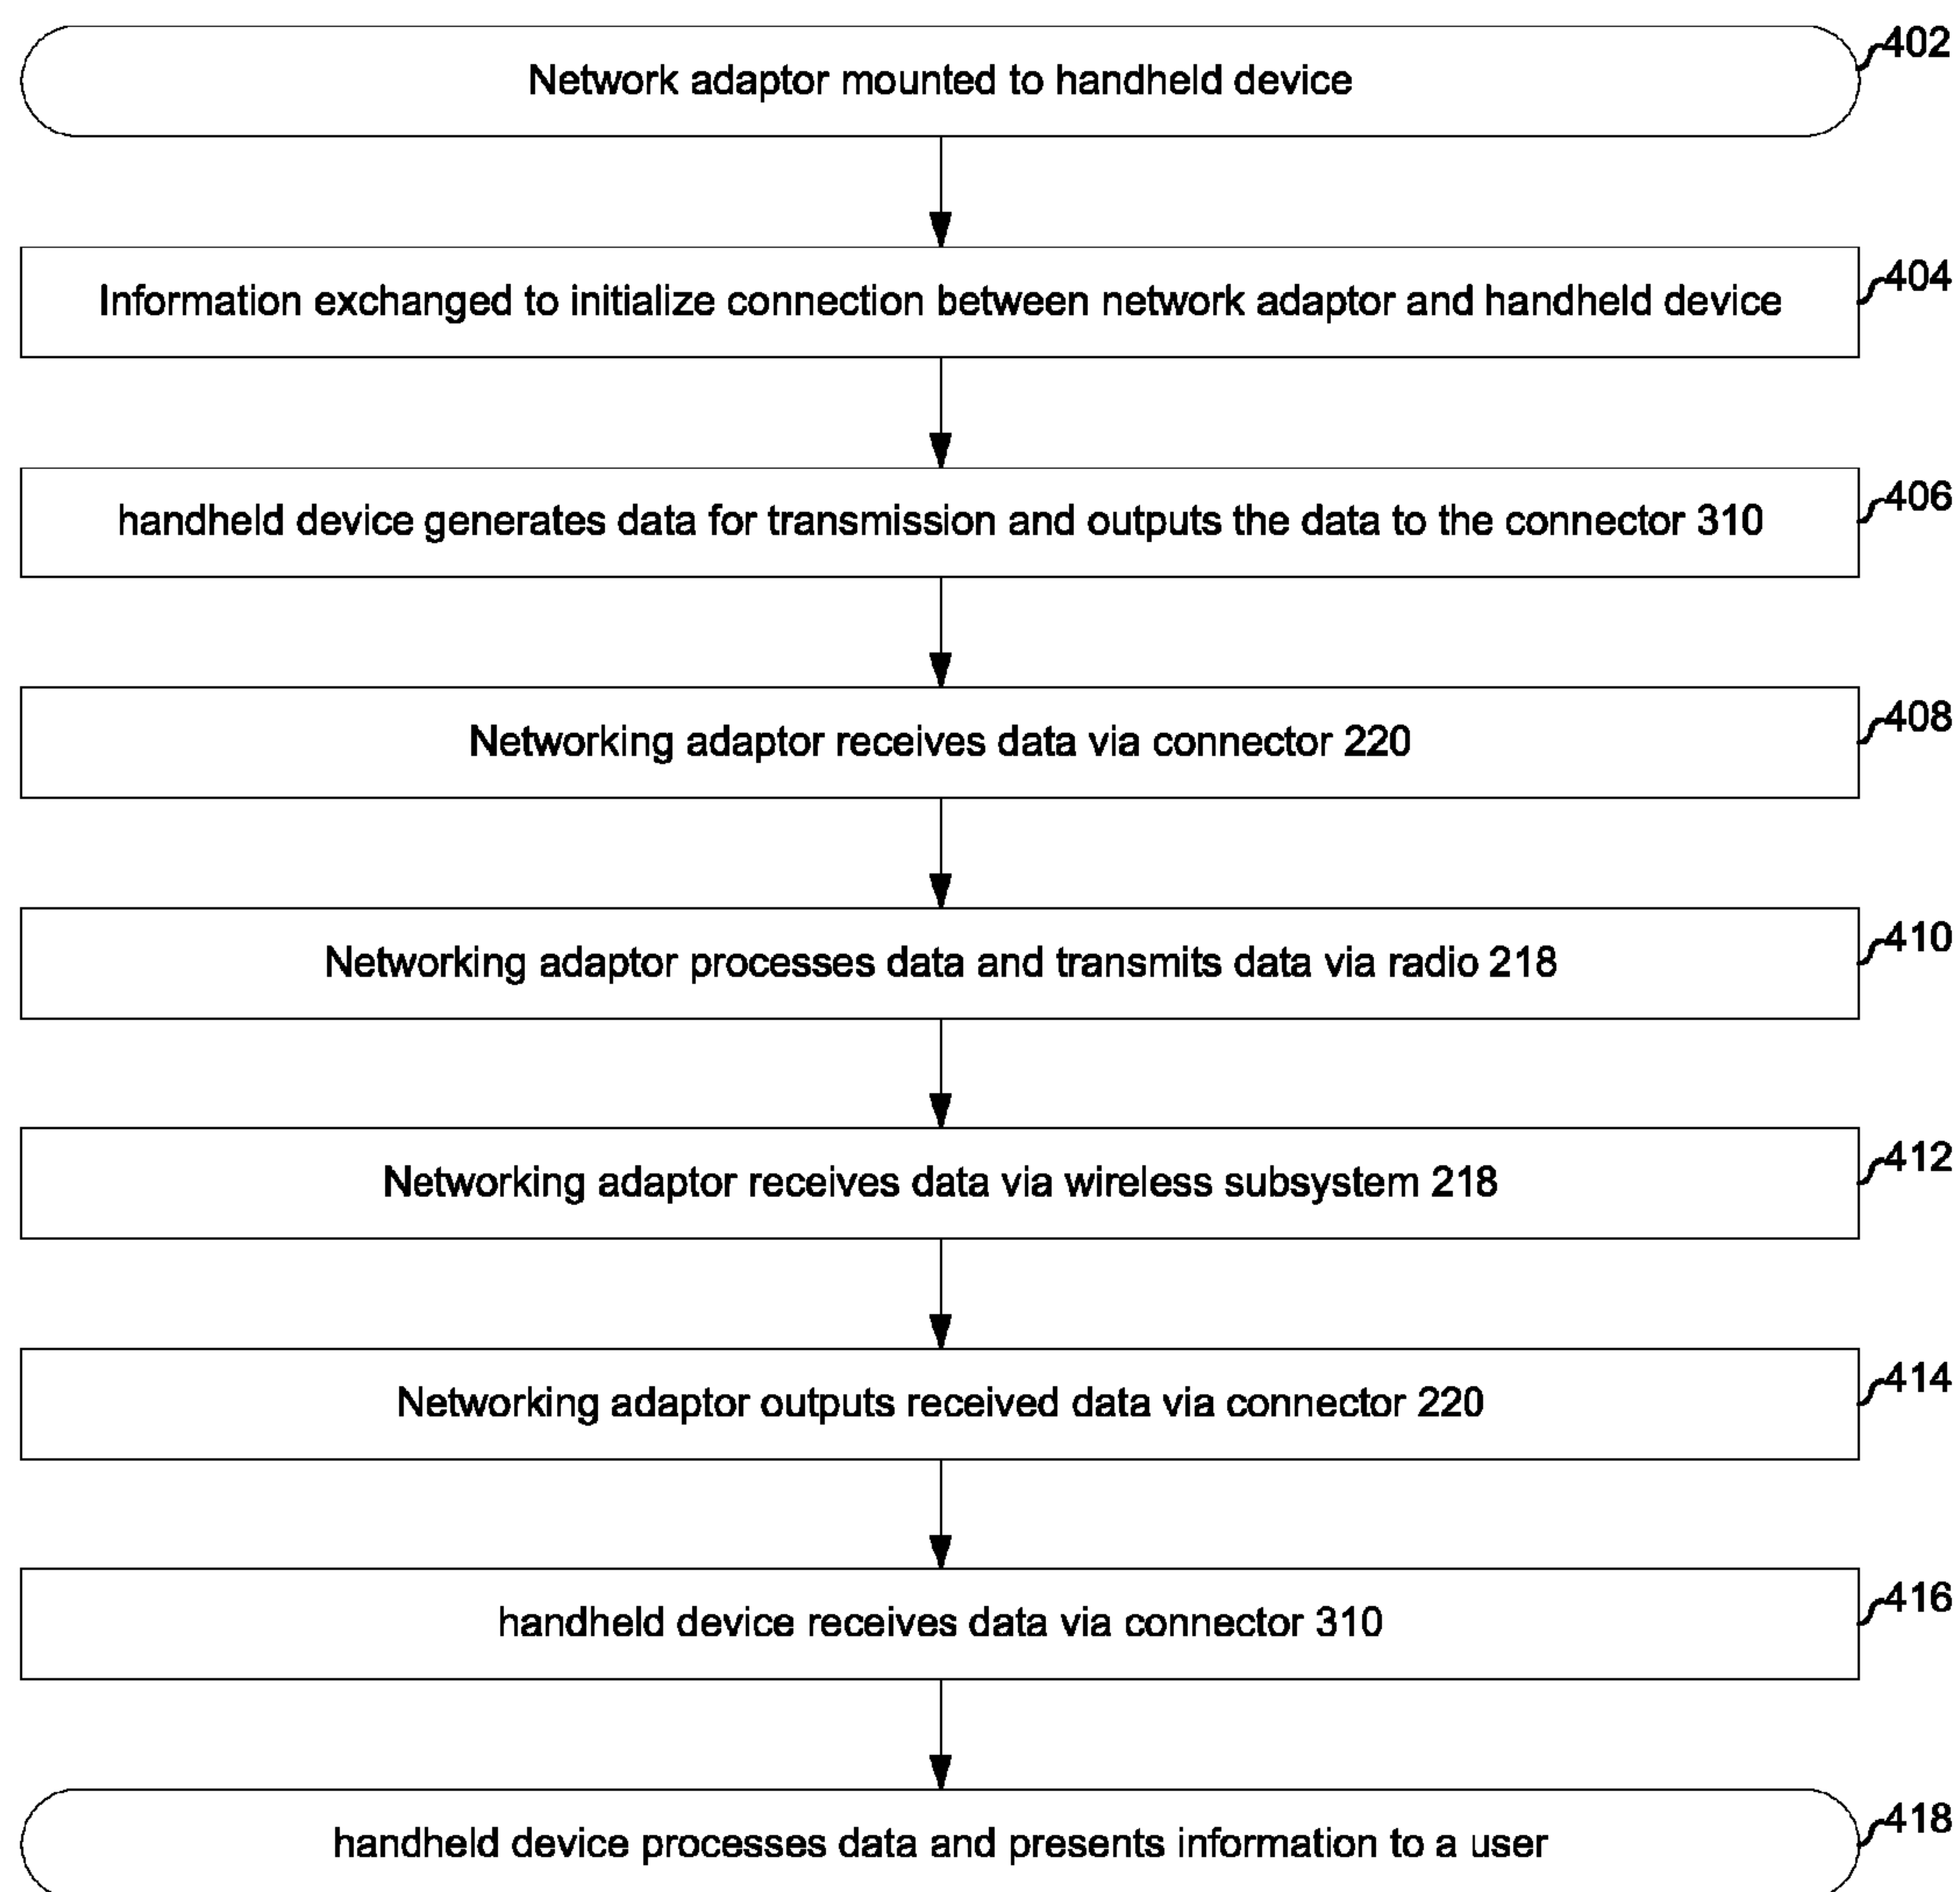 Network adaptor mounted to handheld device
402
Information exchanged to initialize connection between network adaptor and handheld device
404
handheld device generates data for transmission and outputs the data to the connector 310
406
Networking adaptor receives data via connector 220
408
Networking adaptor processes data and transmits data via radio 218
410
Networking adaptor receives data via wireless subsystem 218
412
Networking adaptor outputs received data via connector 220
414
handheld device receives data via connector 310
416
handheld device processes data and presents information to a user
418